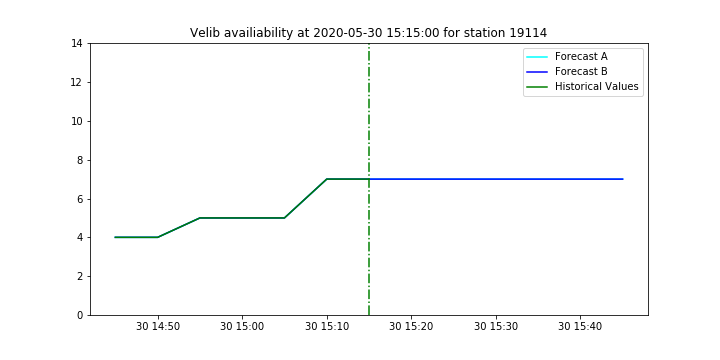 Velib availiability at 2020-05-30 15:15:00 for station 19114
14
12
10
8
6
4
2
0
Forecast A
Forecast B
Historical Values
30 14:50 30 15:00 30 15:10 30 15:20 30 15:30 30 15:40